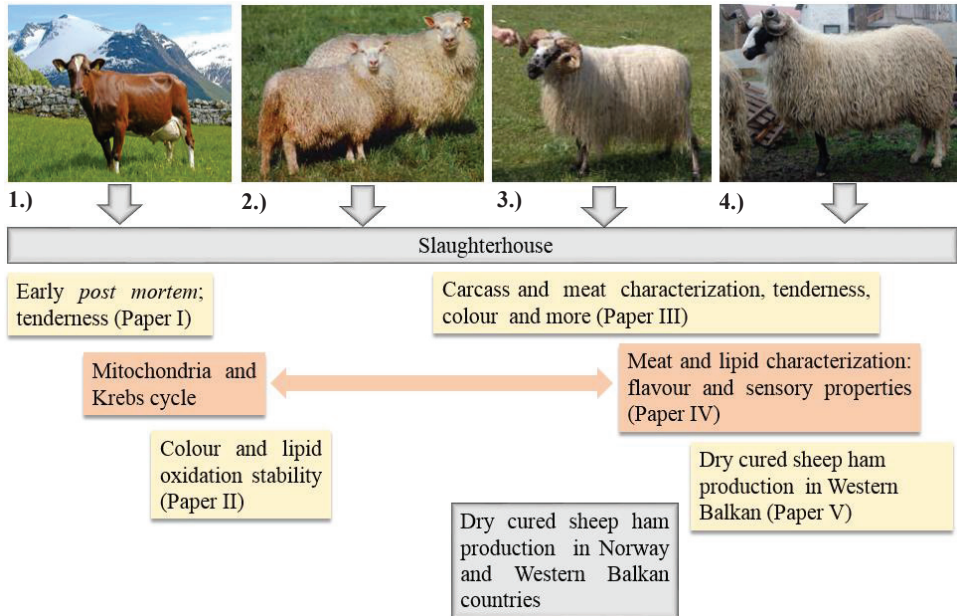 1.)
2.)
3.)
4.)
Slaughterhouse
Early post mortem;
tenderness (Paper I)
Carcass and meat characterization, tenderness,
colour and more (Paper III)
Mitochondria and
Krebs cycle
Meat and lipid characterization:
flavour and sensory properties
(Paper IV)
Colour and lipid
oxidation stability
(Paper II)
Dry cured sheep ham
production in Western
Balkan (Paper V)
Dry cured sheep ham
production in Norway
and Western Balkan
countries